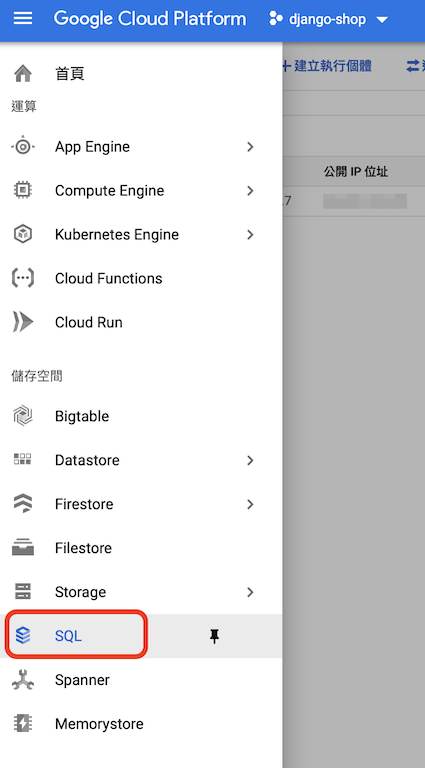 Google Cloud Platform
django-shop
首頁
建立執行個體
運算
App Engine
公開 IP 位址
Compute Engine
.7
Kubernetes Engine
Cloud Functions
Cloud Run
儲存空間
Bigtable
Datastore
Firestore
Filestore
Storage
SQL
Spanner
Memorystore